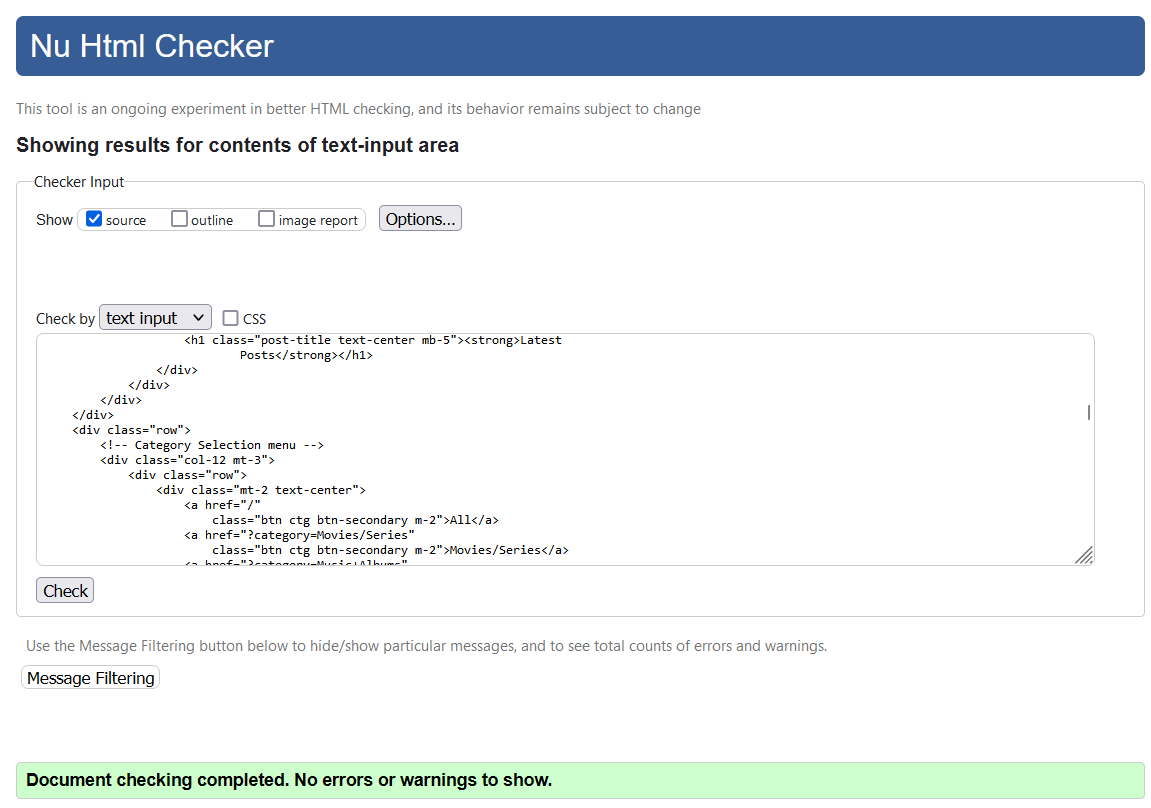 Nu Html Checker
This tool is an ongoing experiment in better HTML checking, and its behavior remains subject to change
Showing results for contents of text-input area
Checker Input
Show source outline image report Options...
Check by text input CSS
<h1 class="post-title text-center mb-5"><strong>Latest
Posts</strong></h1>
</div>
</div>
</div>
</div>
<div class="row">
<!-- Category Selection menu -->
<div class="col-12 mt-3">
<div class="row">
<div class="mt-2 text-center">
<a href="/"
class="btn ctg btn-secondary m-2">All</a>
<a href="?category=Movies/Series"
class="btn ctg btn-secondary m-2">Movies/Series</a>
<a href="?category=Music+Albums"
Check
Use the Message Filtering button below to hide/show particular messages, and to see total counts of errors and warnings.
Message Filtering
Document checking completed. No errors or warnings to show.